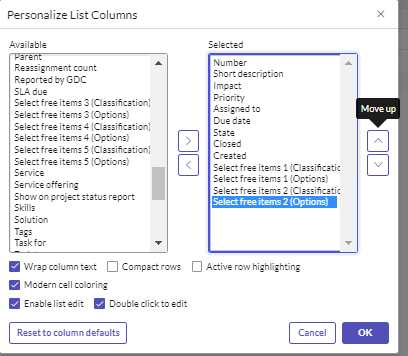 Personalize List Columns
Available
Parent
Reassignment count
Reported by GDC
SLA due
Select free items 3 (Classification)
Select free items 3 (Options)
Select free items 4 (Classification)
Select free items 4 (Options)
Select free items 5 (Classification)
Select free items 5 (Options)
Service
Service offering
Show on project status report
Skills
Solution
Tags
Task for
Selected
Number
Short description
Impact
Priority
Assigned to
Due date
State
Closed
Created
Select free items 1 (Classificatio
Select free items 1 (Options)
Select free items 2 (Classificatio
Select free items 2 (Options)
Move up
Wrap column text
Compact rows
Active row highlighting
Modern cell coloring
Enable list edit
Double click to edit
Reset to column defaults
Cancel
OK